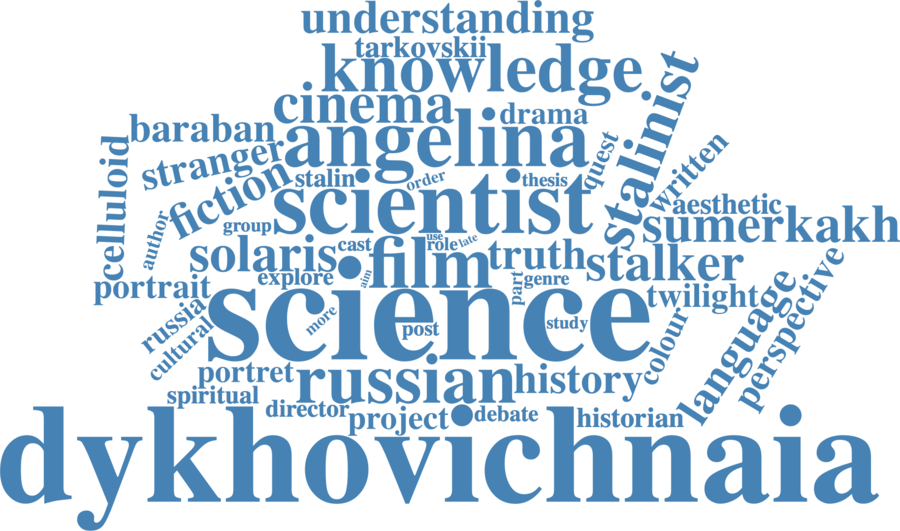 understanding
tarkovskii
knowledge
cinema
drama
baraban
angelina
stalinist
written
quest
stranger
celluloid
stalin
order
thesis
fiction
scientist
aesthetic
author
group
sumerkakh
solaris
cast
use
role
late
film
truth
stalker
portrait
explore
aim
part
genre
twilight
language
perspective
russia
science
more
post
study
colour
cultural
portret
russian
history
spiritual
director
project
debate
historian
dykhovichnaia